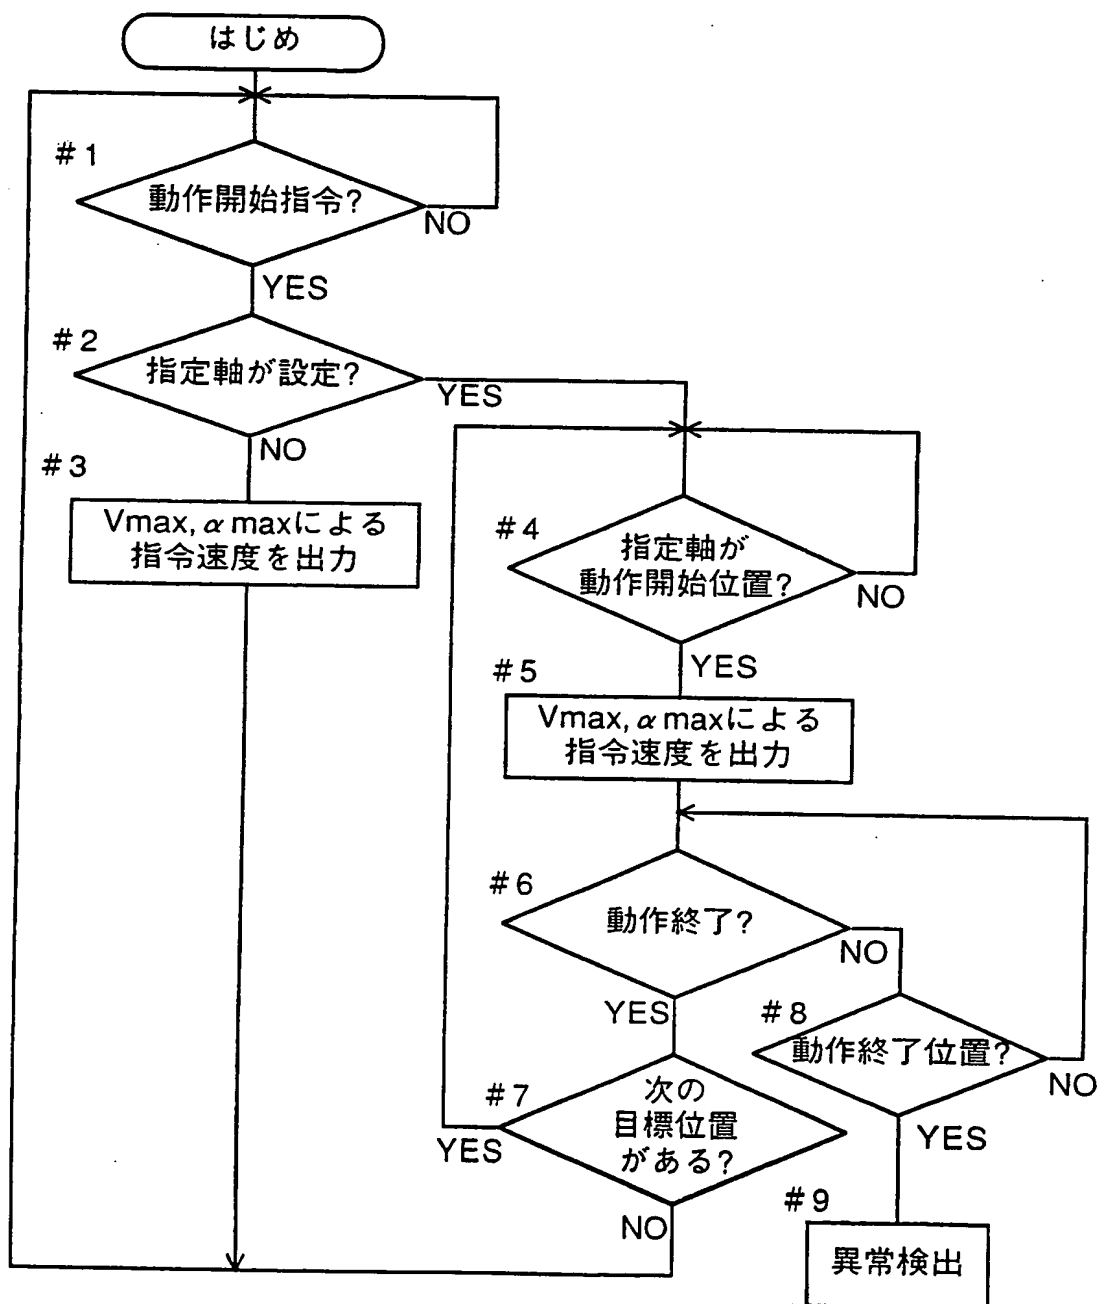 はじめ
#1
動作開始指令?
NO
YES
#2
指定軸が設定?
YES
NO
#3
Vmax, α maxによる
指令速度を出力
#4
指定軸が
動作開始位置?
NO
YES
#5
Vmax, α maxによる
指令速度を出力
#6
動作終了?
NO
YES
#8
動作終了位置?
NO
YES
#7
次の
目標位置
がある?
YES
NO
#9
異常検出